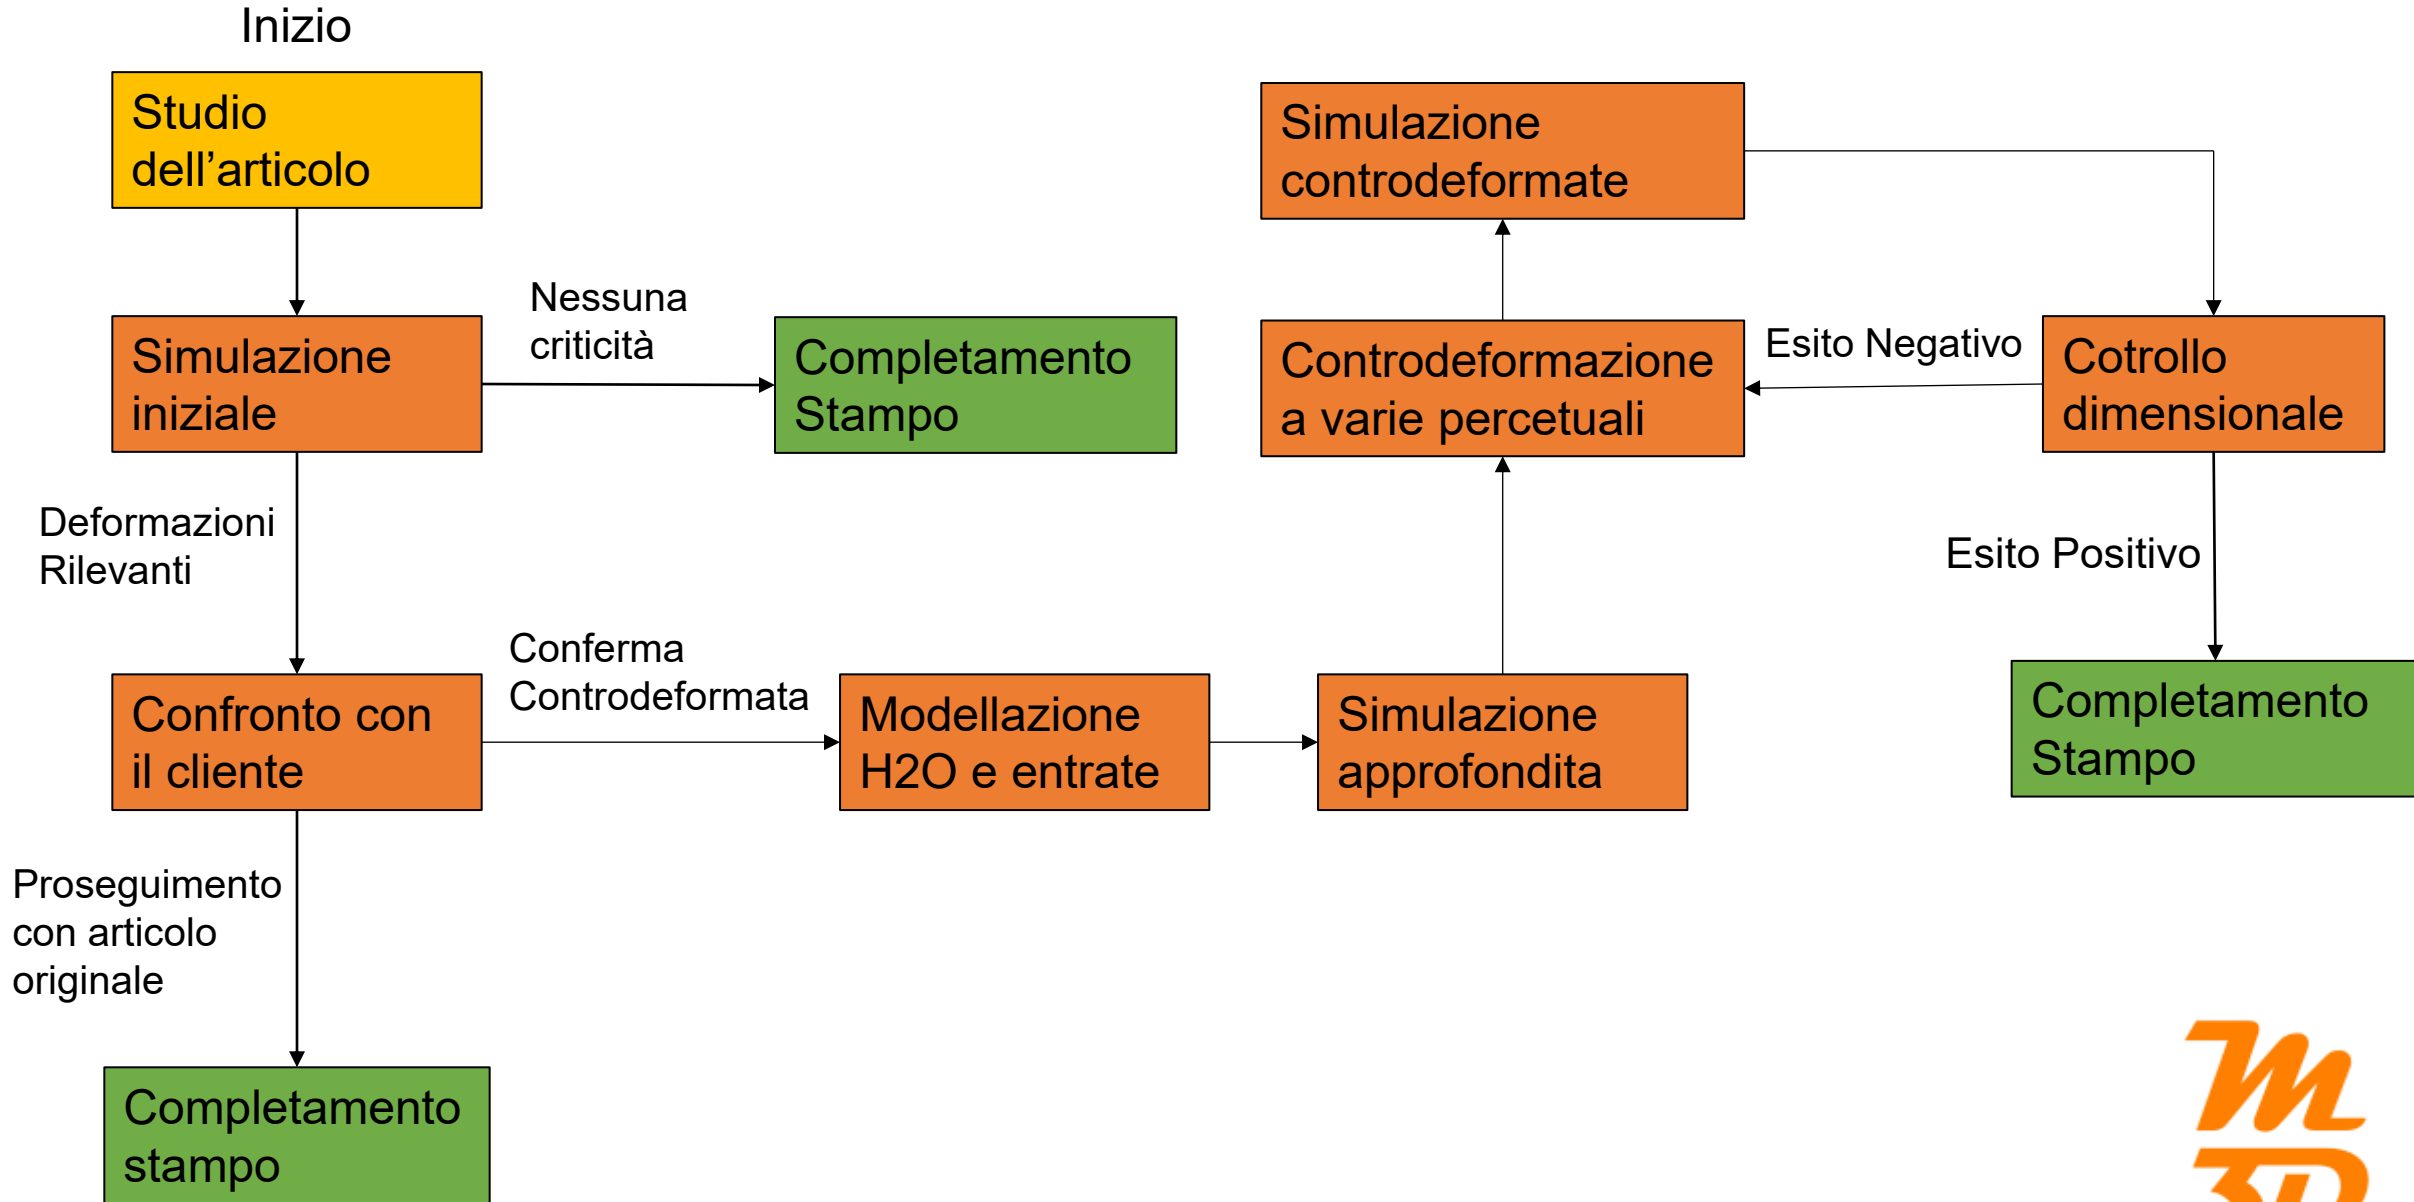 Inizio
Studio
dell’articolo
Simulazione
iniziale
Nessuna
criticità
Completamento
Stampo
Deformazioni
Rilevanti
Confronto con
il cliente
Conferma
Controdeformata
Modellazione
H2O e entrate
Simulazione
approfondita
Controdeformazione
a varie percetuali
Simulazione
controdeformate
Cotrollo
dimensionale
Esito Negativo
Esito Positivo
Completamento
Stampo
Proseguimento
con articolo
originale
Completamento
stampo
m
3D